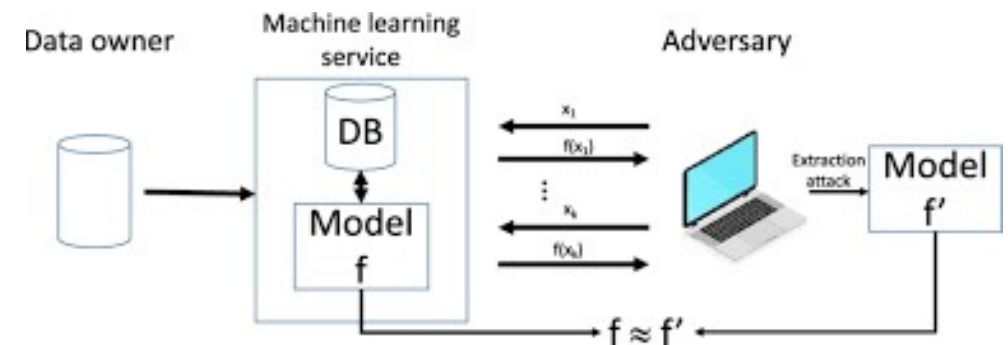 Data owner
Machine learning
service
Adversary
DB
Model
f
x₁
f(x₁)
⋮
xₖ
f(xₖ)
Extraction
attack
Model
f'
f ≈ f'